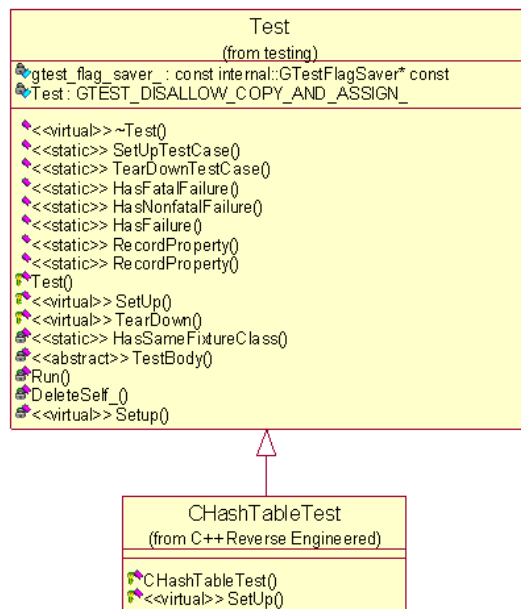 Test
(from testing)
gtest_flag_saver_ : const internal::GTestFlagSaver* const
Test : GTEST_DISALLOW_COPY_AND_ASSIGN_
<<virtual>> ~Test()
<<static>> SetUpTestCase()
<<static>> TearDownTestCase()
<<static>> HasFatalFailure()
<<static>> HasNonfatalFailure()
<<static>> HasFailure()
<<static>> RecordProperty()
<<static>> RecordProperty()
Test()
<<virtual>> SetUp()
<<virtual>> TearDown()
<<static>> HasSameFixtureClass()
<<abstract>> TestBody()
Run()
DeleteSelf_()
<<virtual>> Setup()
CHashTableTest
(from C++ Reverse Engineered)
CHashTableTest()
<<virtual>> SetUp()